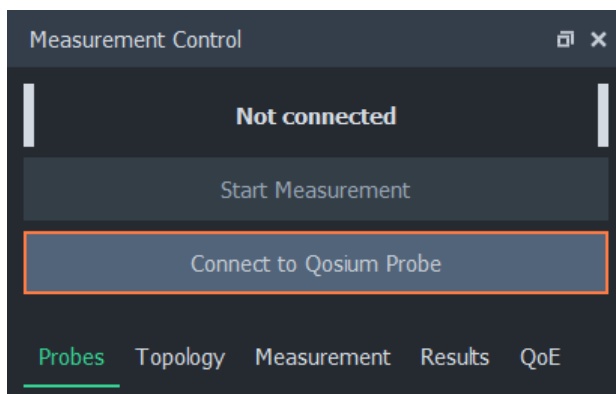 Measurement Control
Not connected
Start Measurement
Connect to Qosium Probe
Probes Topology Measurement Results QoE